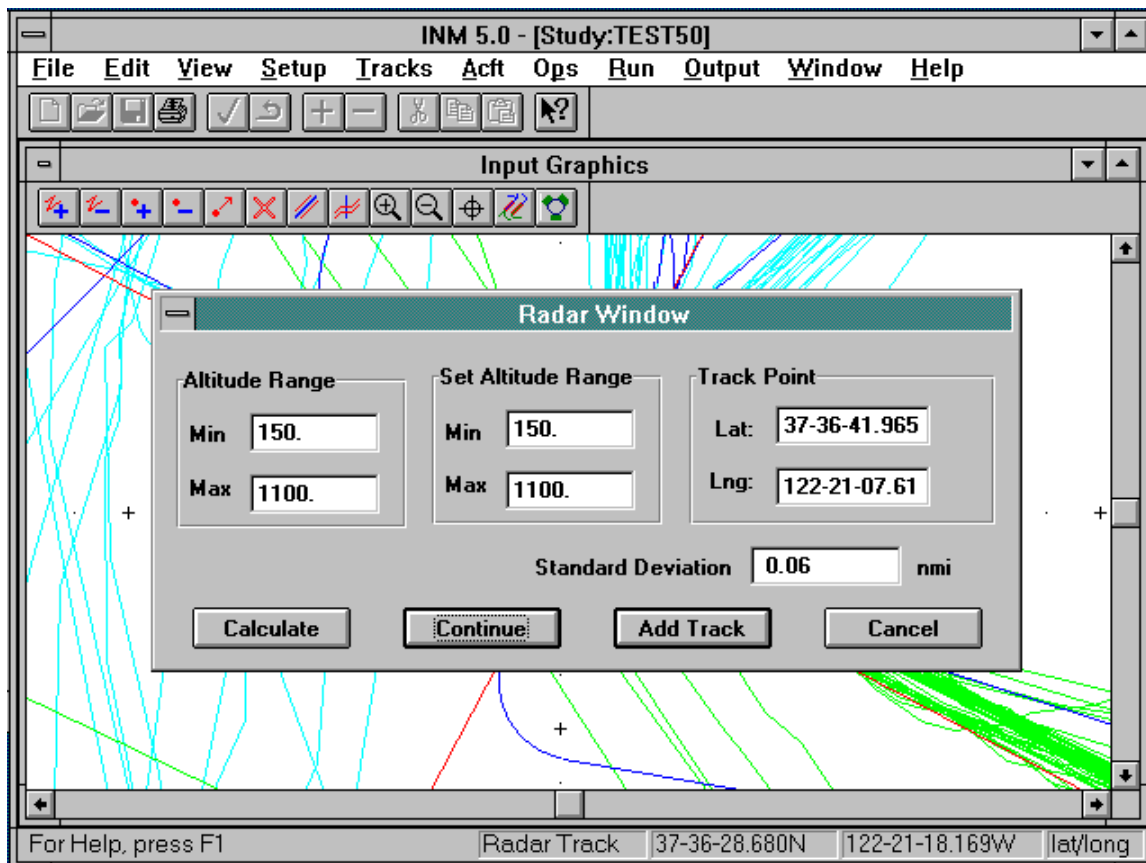 INM 5.0 - [Study:TEST50]
File Edit View Setup Tracks Acft Ops Run Output Window Help
Input Graphics
Radar Window
Altitude Range
Min 150.
Max 1100.
Set Altitude Range
Min 150.
Max 1100.
Track Point
Lat: 37-36-41.965
Lng: 122-21-07.61
Standard Deviation 0.06 nmi
Calculate Continue Add Track Cancel
For Help, press F1 Radar Track 37-36-28.680N 122-21-18.169W lat/long